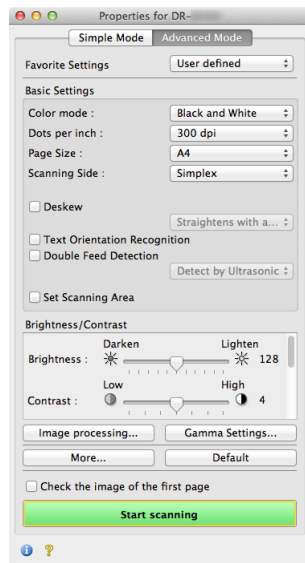 Properties for DR-
Simple Mode Advanced Mode
Favorite Settings User defined
Basic Settings
Color mode : Black and White
Dots per inch : 300 dpi
Page Size : A4
Scanning Side : Simplex
Deskew
Straightens with a...
Text Orientation Recognition
Double Feed Detection
Detect by Ultrasonic
Set Scanning Area
Brightness/Contrast
Darken Lighten
Brightness : 128
Low High
Contrast : 4
Image processing... Gamma Settings...
More... Default
Check the image of the first page
Start scanning